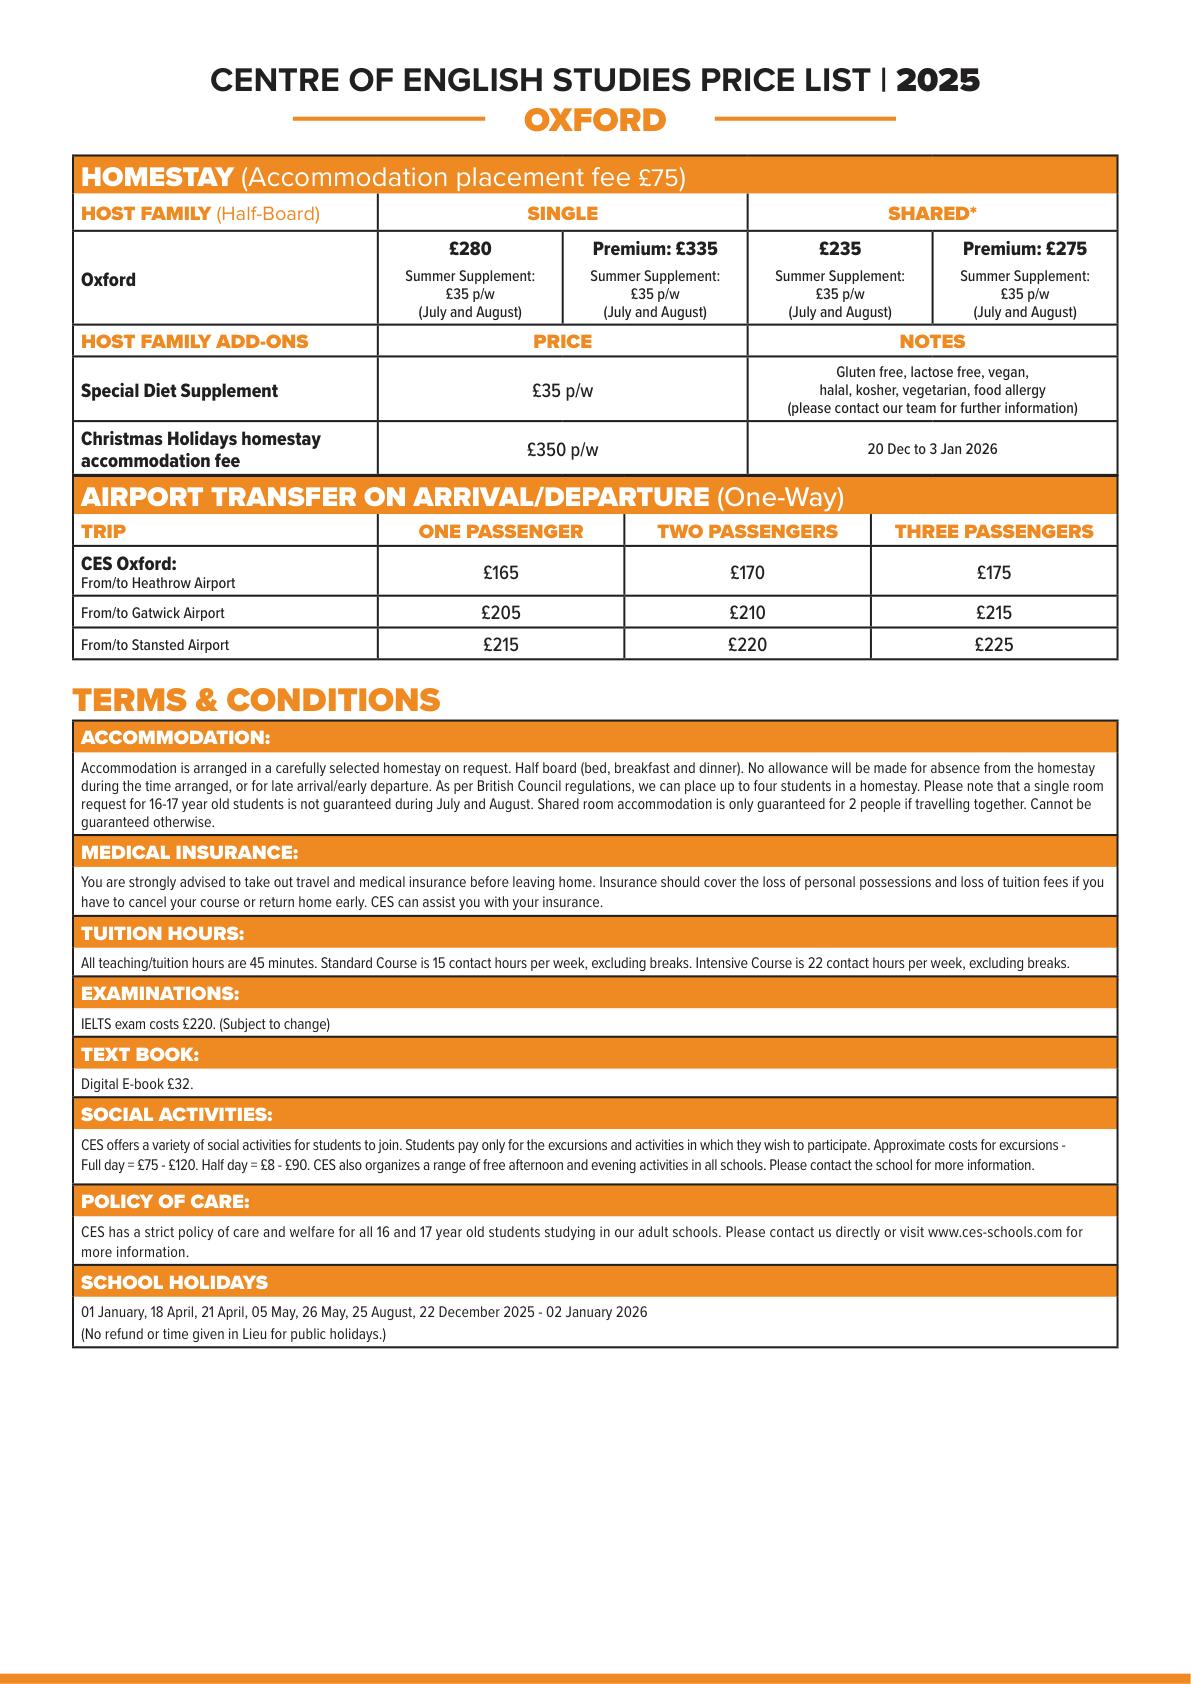 CENTRE OF ENGLISH STUDIES PRICE LIST | 2025
OXFORD
HOMESTAY (Accommodation placement fee £75)
HOST FAMILY (Half-Board) SINGLE SHARED*
Oxford
£280 Premium: £335 £235 Premium: £275
Summer Supplement: Summer Supplement: Summer Supplement: Summer Supplement:
£35 p/w £35 p/w £35 p/w £35 p/w
(July and August) (July and August) (July and August) (July and August)
HOST FAMILY ADD-ONS PRICE NOTES
Special Diet Supplement
£35 p/w
Gluten free, lactose free, vegan,
halal, kosher, vegetarian, food allergy
(please contact our team for further information)
Christmas Holidays homestay
accommodation fee
£350 p/w
20 Dec to 3 Jan 2026
AIRPORT TRANSFER ON ARRIVAL/DEPARTURE (One-Way)
TRIP ONE PASSENGER TWO PASSENGERS THREE PASSENGERS
CES Oxford:
From/to Heathrow Airport
£165 £170 £175
From/to Gatwick Airport £205 £210 £215
From/to Stansted Airport £215 £220 £225
TERMS & CONDITIONS
ACCOMMODATION:
Accommodation is arranged in a carefully selected homestay on request. Half board (bed, breakfast and dinner). No allowance will be made for absence from the homestay
during the time arranged, or for late arrival/early departure. As per British Council regulations, we can place up to four students in a homestay. Please note that a single room
request for 16-17 year old students is not guaranteed during July and August. Shared room accommodation is only guaranteed for 2 people if travelling together. Cannot be
guaranteed otherwise.
MEDICAL INSURANCE:
You are strongly advised to take out travel and medical insurance before leaving home. Insurance should cover the loss of personal possessions and loss of tuition fees if you
have to cancel your course or return home early. CES can assist you with your insurance.
TUITION HOURS:
All teaching/tuition hours are 45 minutes. Standard Course is 15 contact hours per week, excluding breaks. Intensive Course is 22 contact hours per week, excluding breaks.
EXAMINATIONS:
IELTS exam costs £220. (Subject to change)
TEXT BOOK:
Digital E-book £32.
SOCIAL ACTIVITIES:
CES offers a variety of social activities for students to join. Students pay only for the excursions and activities in which they wish to participate. Approximate costs for excursions -
Full day = £75 - £120. Half day = £8 - £90. CES also organizes a range of free afternoon and evening activities in all schools. Please contact the school for more information.
POLICY OF CARE:
CES has a strict policy of care and welfare for all 16 and 17 year old students studying in our adult schools. Please contact us directly or visit www.ces-schools.com for
more information.
SCHOOL HOLIDAYS
01 January, 18 April, 21 April, 05 May, 26 May, 25 August, 22 December 2025 - 02 January 2026
(No refund or time given in Lieu for public holidays.)